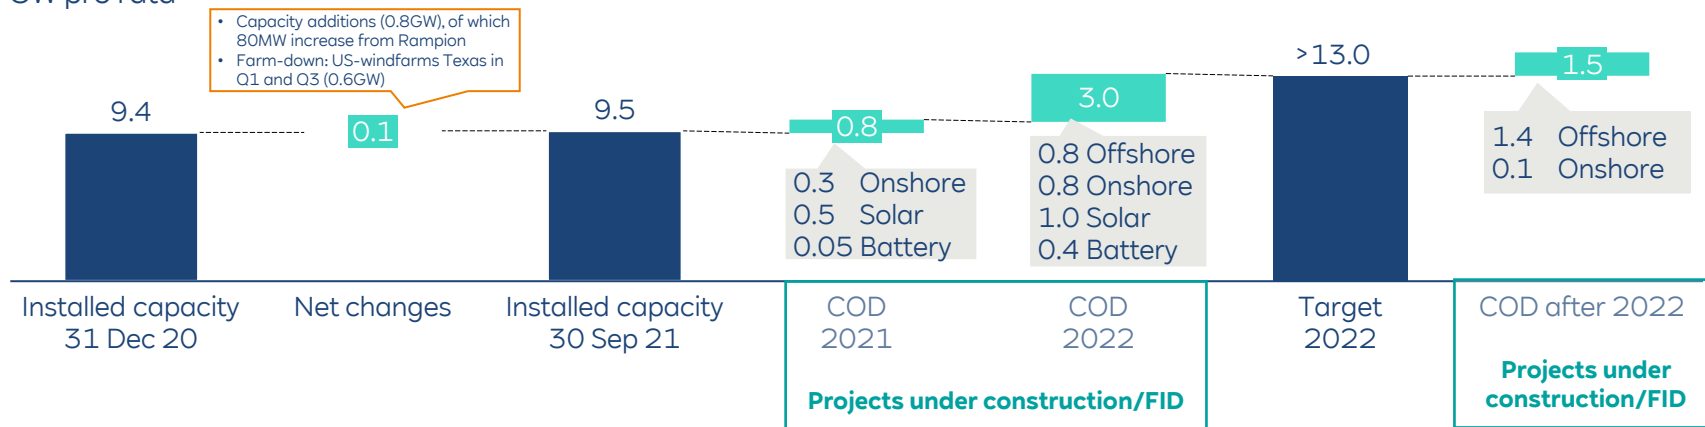 GW pro rata
• Capacity additions (0.8GW), of which
80MW increase from Rampion
• Farm-down: US-windfarms Texas in
Q1 and Q3 (0.6GW)
9.4
0.1
9.5
0.8
0.3 Onshore
0.5 Solar
0.05 Battery
3.0
0.8 Offshore
0.8 Onshore
1.0 Solar
0.4 Battery
>13.0
1.5
1.4 Offshore
0.1 Onshore
Installed capacity
31 Dec 20
Net changes
Installed capacity
30 Sep 21
COD
2021
COD
2022
Projects under construction/FID
Target
2022
COD after 2022
Projects under
construction/FID